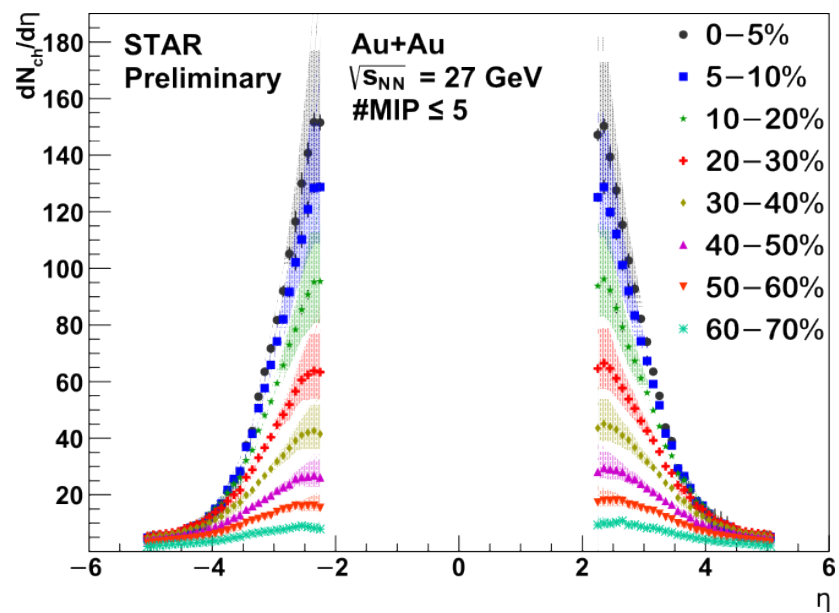 dN_ch/dη
180
160
140
120
100
80
60
40
20
STAR
Preliminary
Au+Au
√s_NN = 27 GeV
#MIP ≤ 5
0−5%
5−10%
10−20%
20−30%
30−40%
40−50%
50−60%
60−70%
−6 −4 −2 0 2 4 6
η